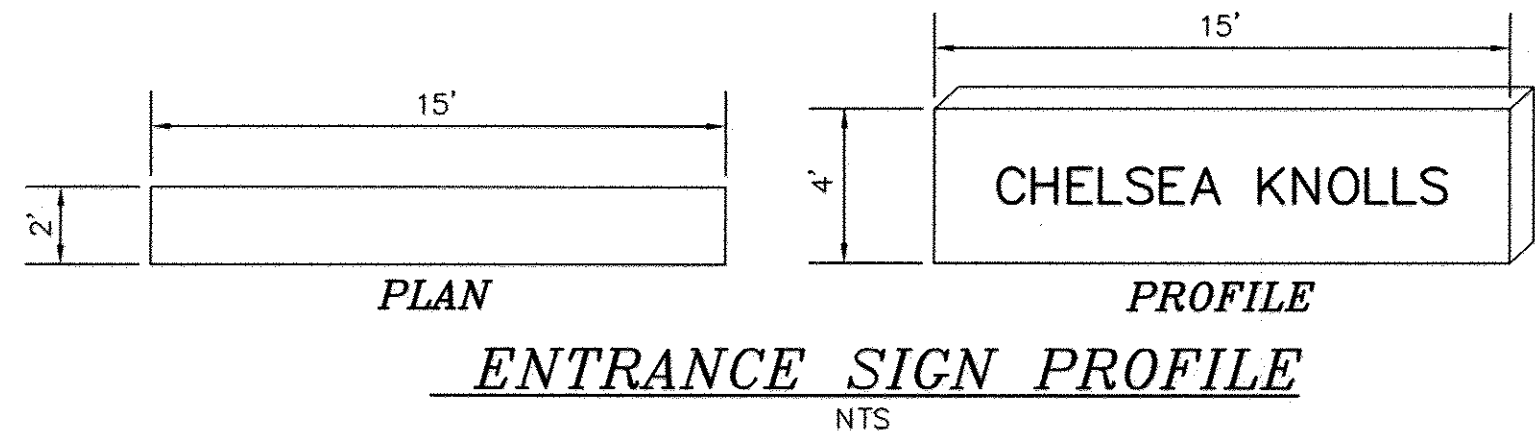 15'
2'
PLAN
15'
4'
CHELSEA KNOLLS
PROFILE
ENTRANCE SIGN PROFILE
NTS